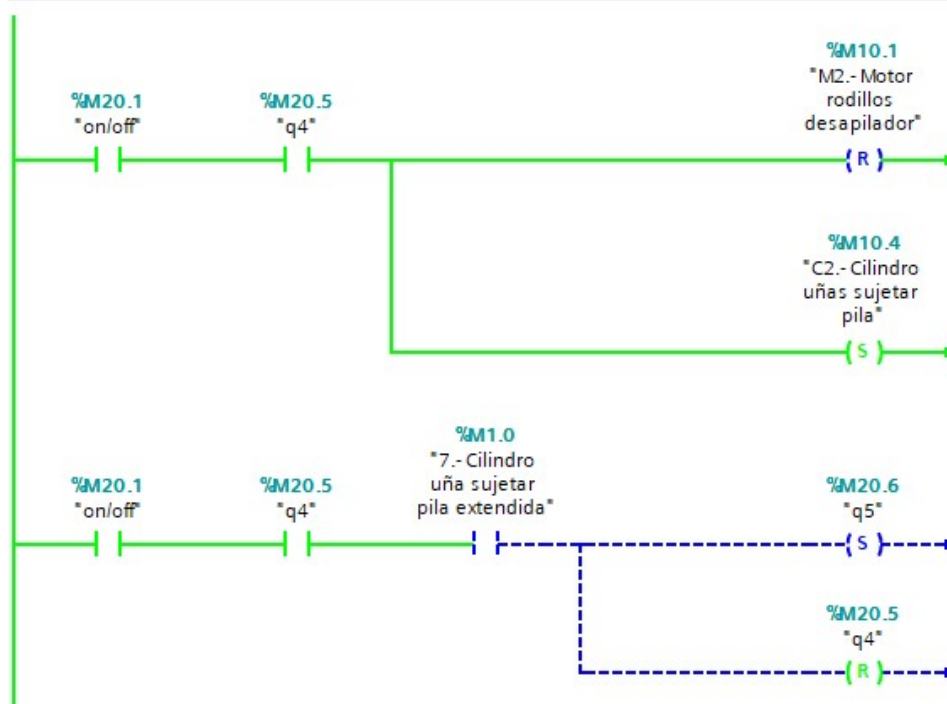 %M20.1
"on/off"
%M20.5
"q4"
%M10.1
"M2.- Motor
rodillos
desapilador"
R
%M10.4
"C2.- Cilindro
uñas sujetar
pila"
S
%M20.1
"on/off"
%M20.5
"q4"
%M1.0
"7.- Cilindro
uña sujetar
pila extendida"
%M20.6
"q5"
S
%M20.5
"q4"
R